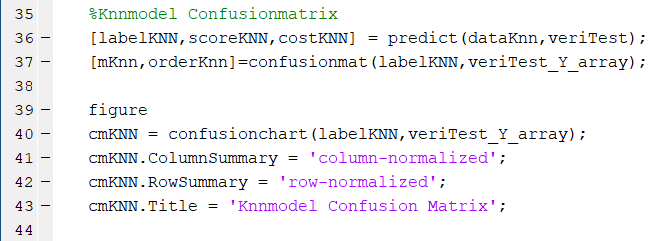 35 %Knnmodel Confusionmatrix
36 – [labelKNN,scoreKNN,costKNN] = predict(dataKnn,veriTest);
37 – [mKnn,orderKnn]=confusionmat(labelKNN,veriTest_Y_array);
38
39 – figure
40 – cmKNN = confusionchart(labelKNN,veriTest_Y_array);
41 – cmKNN.ColumnSummary = 'column-normalized';
42 – cmKNN.RowSummary = 'row-normalized';
43 – cmKNN.Title = 'Knnmodel Confusion Matrix';
44